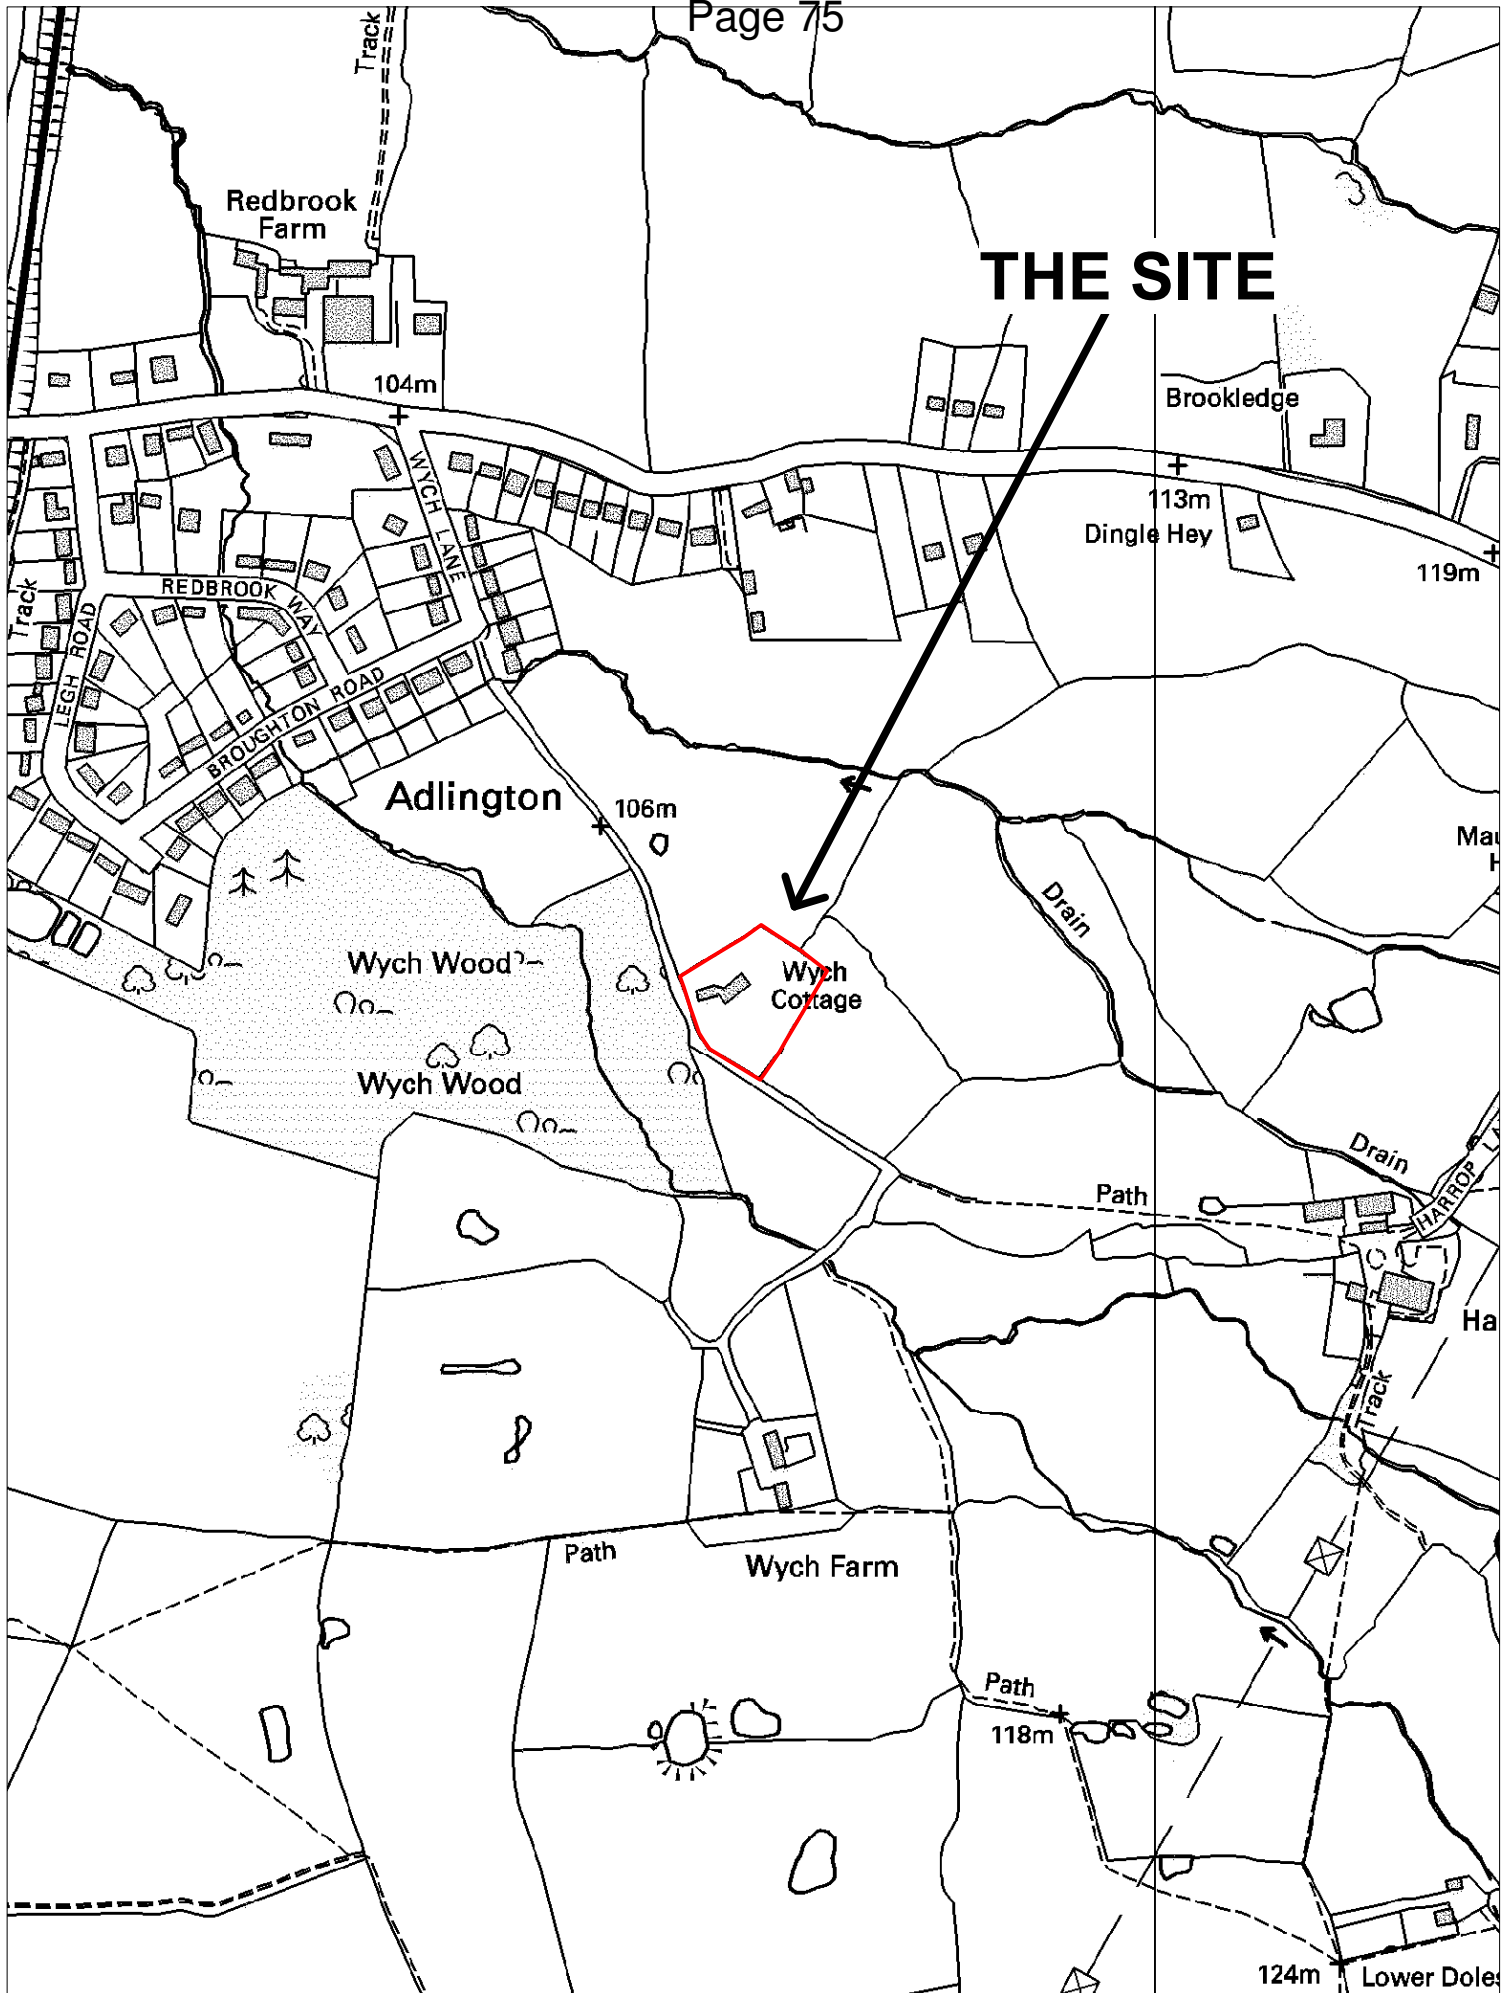 Page 75
Track
Redbrook
Farm
THE SITE
104m
Brookledge
WYCH LANE
113m
Dingle Hey
119m
Track
REDBROOK WAY
LEGH ROAD
BROUGHTON ROAD
Adlington
106m
Drain
Wych Wood
Wych
Cottage
Wych Wood
Drain
Path
HARROP
Track
Path
Wych Farm
Path
118m
124m
Lower